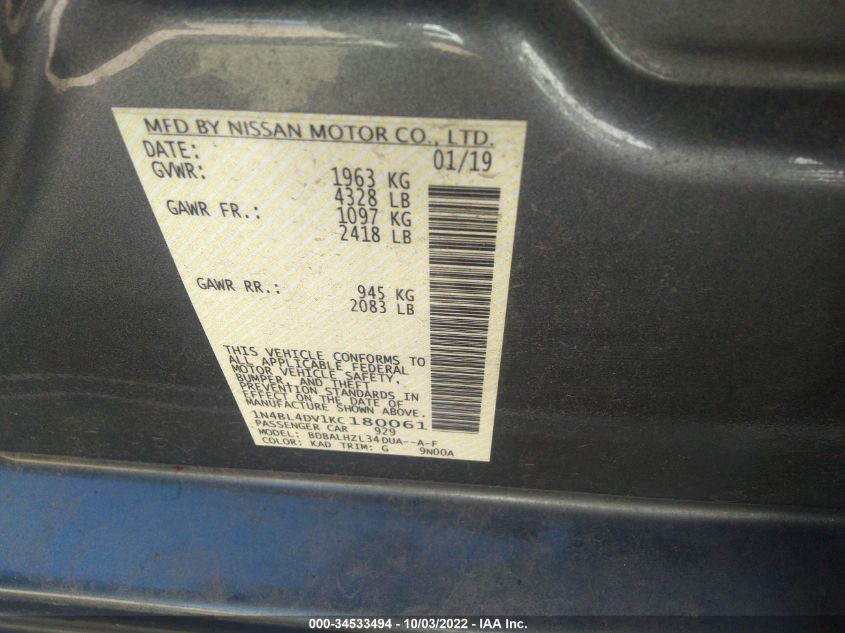 MFD BY NISSAN MOTOR CO., LTD.
DATE: 01/19
GVWR: 1963 KG
4328 LB
GAWR FR.: 1097 KG
2418 LB
GAWR RR.: 945 KG
2083 LB
THIS VEHICLE CONFORMS TO
ALL APPLICABLE FEDERAL
MOTOR VEHICLE SAFETY,
BUMPER, AND THEFT
PREVENTION STANDARDS IN
EFFECT ON THE DATE OF
MANUFACTURE SHOWN ABOVE.
1N4BL4DV1KC180061
PASSENGER CAR 929
MODEL: BDBALHZL34DUA--A-F
COLOR: KAD TRIM: G 9N00A
000-34533494 - 10/03/2022 - IAA Inc.